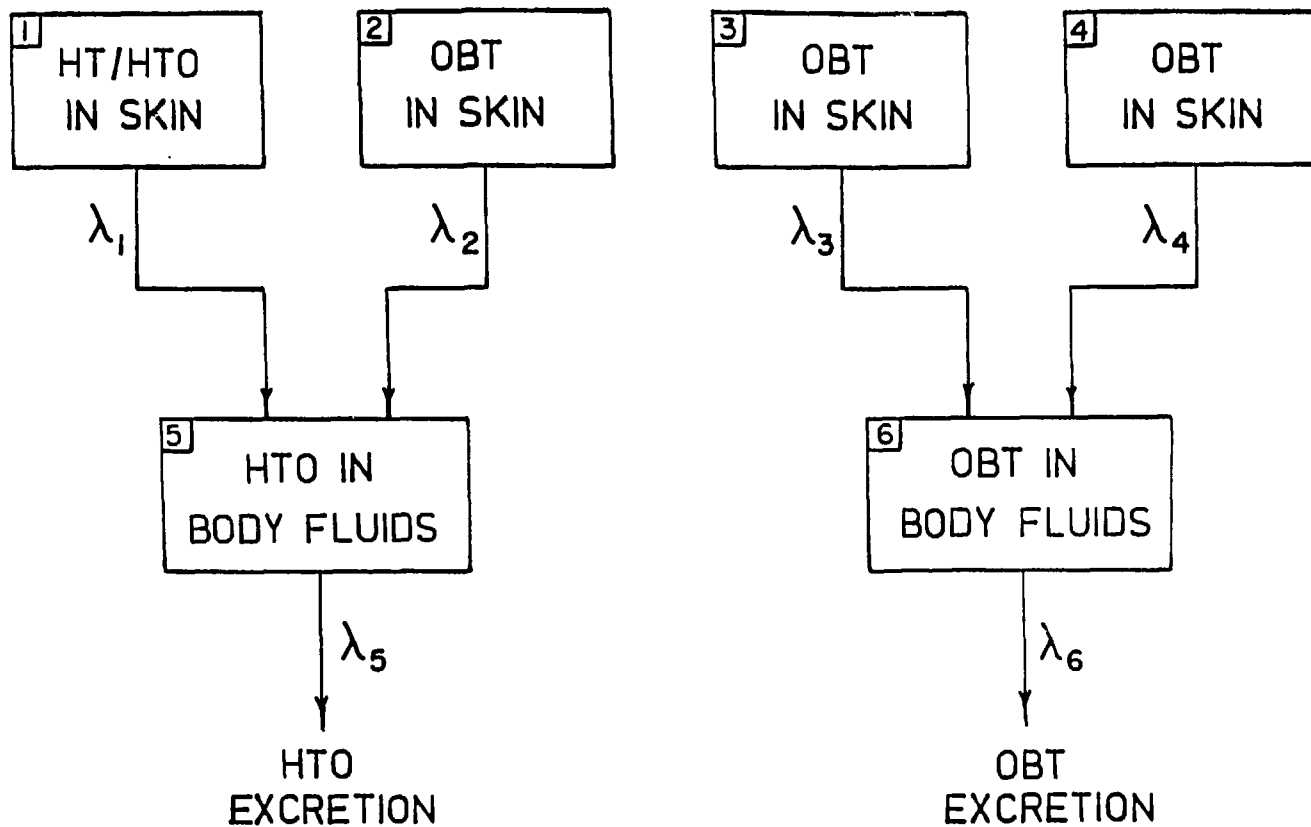 1
HT/HTO
IN SKIN
2
OBT
IN SKIN
3
OBT
IN SKIN
4
OBT
IN SKIN
λ1
λ2
λ3
λ4
5
HTO IN
BODY FLUIDS
6
OBT IN
BODY FLUIDS
λ5
λ6
HTO
EXCRETION
OBT
EXCRETION